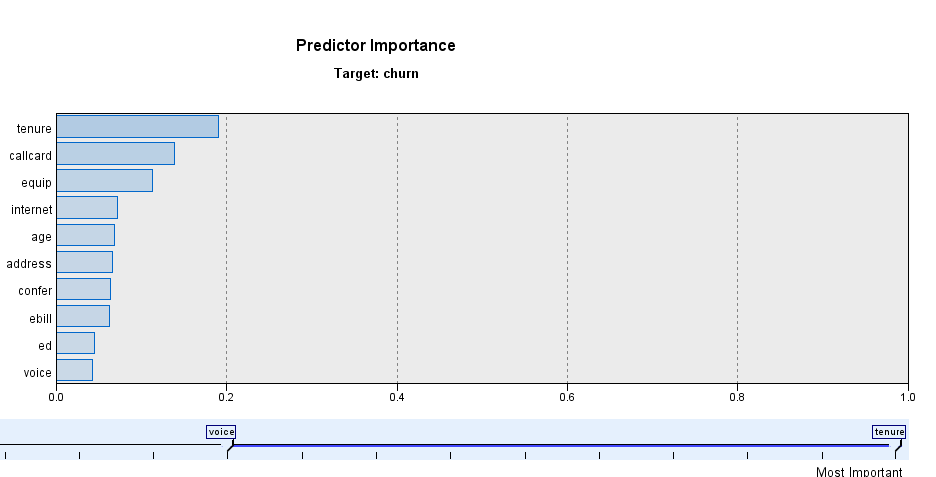 Predictor Importance
Target: churn
tenure
callcard
equip
internet
age
address
confer
ebill
ed
voice
0.0 0.2 0.4 0.6 0.8 1.0
voice tenure
Most Important